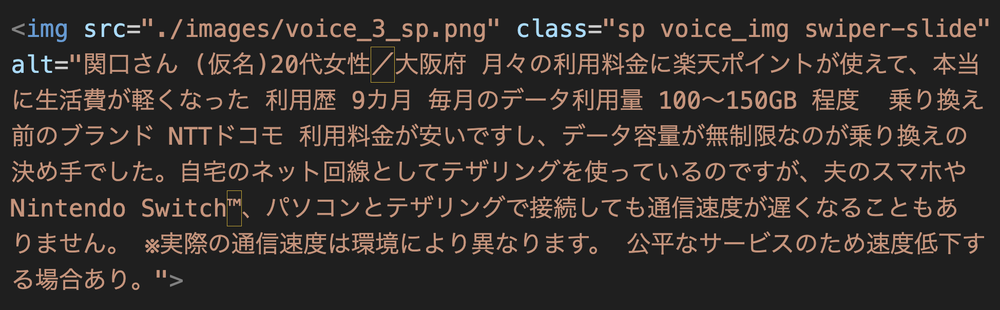 <img src="./images/voice_3_sp.png" class="sp voice_img swiper-slide"
alt="関口さん (仮名)20代女性／大阪府 月々の利用料金に楽天ポイントが使えて、本当
に生活費が軽くなった 利用歴 9カ月 毎月のデータ利用量 100〜150GB 程度  乗り換え
前のブランド NTTドコモ 利用料金が安いですし、データ容量が無制限なのが乗り換えの
決め手でした。自宅のネット回線としてテザリングを使っているのですが、夫のスマホや
Nintendo Switch™、パソコンとテザリングで接続しても通信速度が遅くなることもあ
りません。 ※実際の通信速度は環境により異なります。 公平なサービスのため速度低下す
る場合あり。">